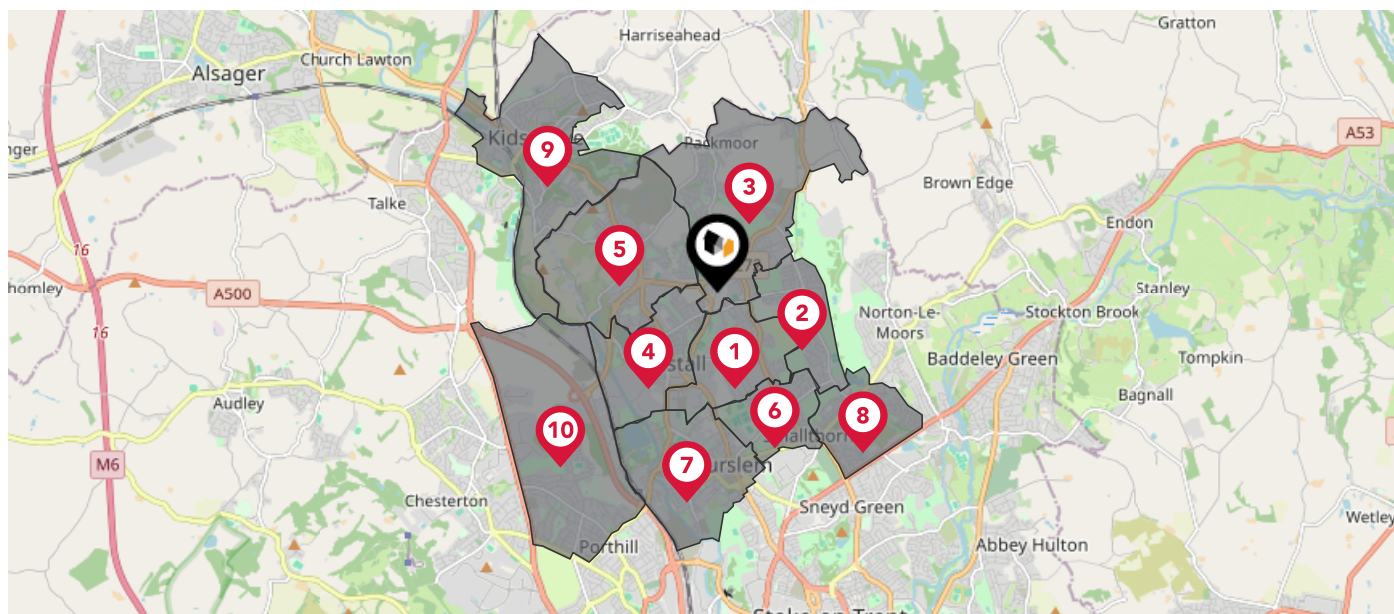 Gratton
Harriseahead
Church Lawton
Alsager
A53
Packmoor
9
Brown Edge
3
Talke
Endon
16
5
A500
Stanley
2
Norton-Le-
Moors
Stockton Brook
16
4
1
Baddeley Green
Tompkin
Audley
Bagnall
6
8
10
M6
7
Chesterton
Sneyd Green
Porthill
Abbey Hulton
Wetley